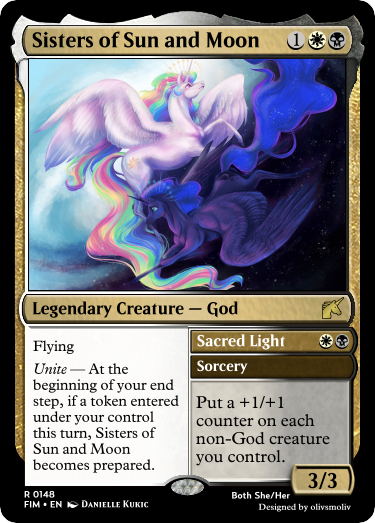 Sisters of Sun and Moon 1
Legendary Creature — God
Flying
Unite — At the
beginning of your end
step, if a token entered
under your control
this turn, Sisters of
Sun and Moon
becomes prepared.
Sacred Light
Sorcery
Put a +1/+1
counter on each
non-God creature
you control.
3/3
R 0148
FIM • EN Danielle Kukic
Both She/Her
Designed by olivsmoliv